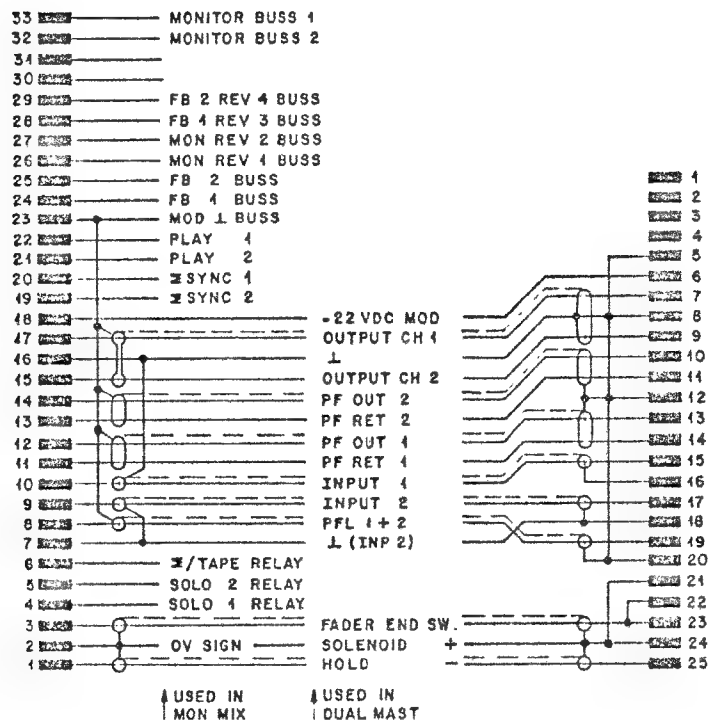 33 MONITOR BUSS 1
32 MONITOR BUSS 2
31
30
29 FB 2 REV 4 BUSS
28 FB 1 REV 3 BUSS
27 MON REV 2 BUSS
26 MON REV 1 BUSS
25 FB 2 BUSS
24 FB 1 BUSS
23 MOD ⊥ BUSS
22 PLAY 1
21 PLAY 2
20 SYNC 1
19 SYNC 2
18 -22 VDC MOD
17 OUTPUT CH 1
16 ⊥
15 OUTPUT CH 2
14 PF OUT 2
13 PF RET 2
12 PF OUT 1
11 PF RET 1
10 INPUT 1
9 INPUT 2
8 PFL 1 + 2
7 ⊥ (INP 2)
6 /TAPE RELAY
5 SOLO 2 RELAY
4 SOLO 1 RELAY
3 FADER END SW.
2 OV SIGN SOLENOID +
1 HOLD -
1
2
3
4
5
6
7
8
9
10
11
12
13
14
15
16
17
18
19
20
21
22
23
24
25
USED IN
MON MIX
USED IN
DUAL MAST